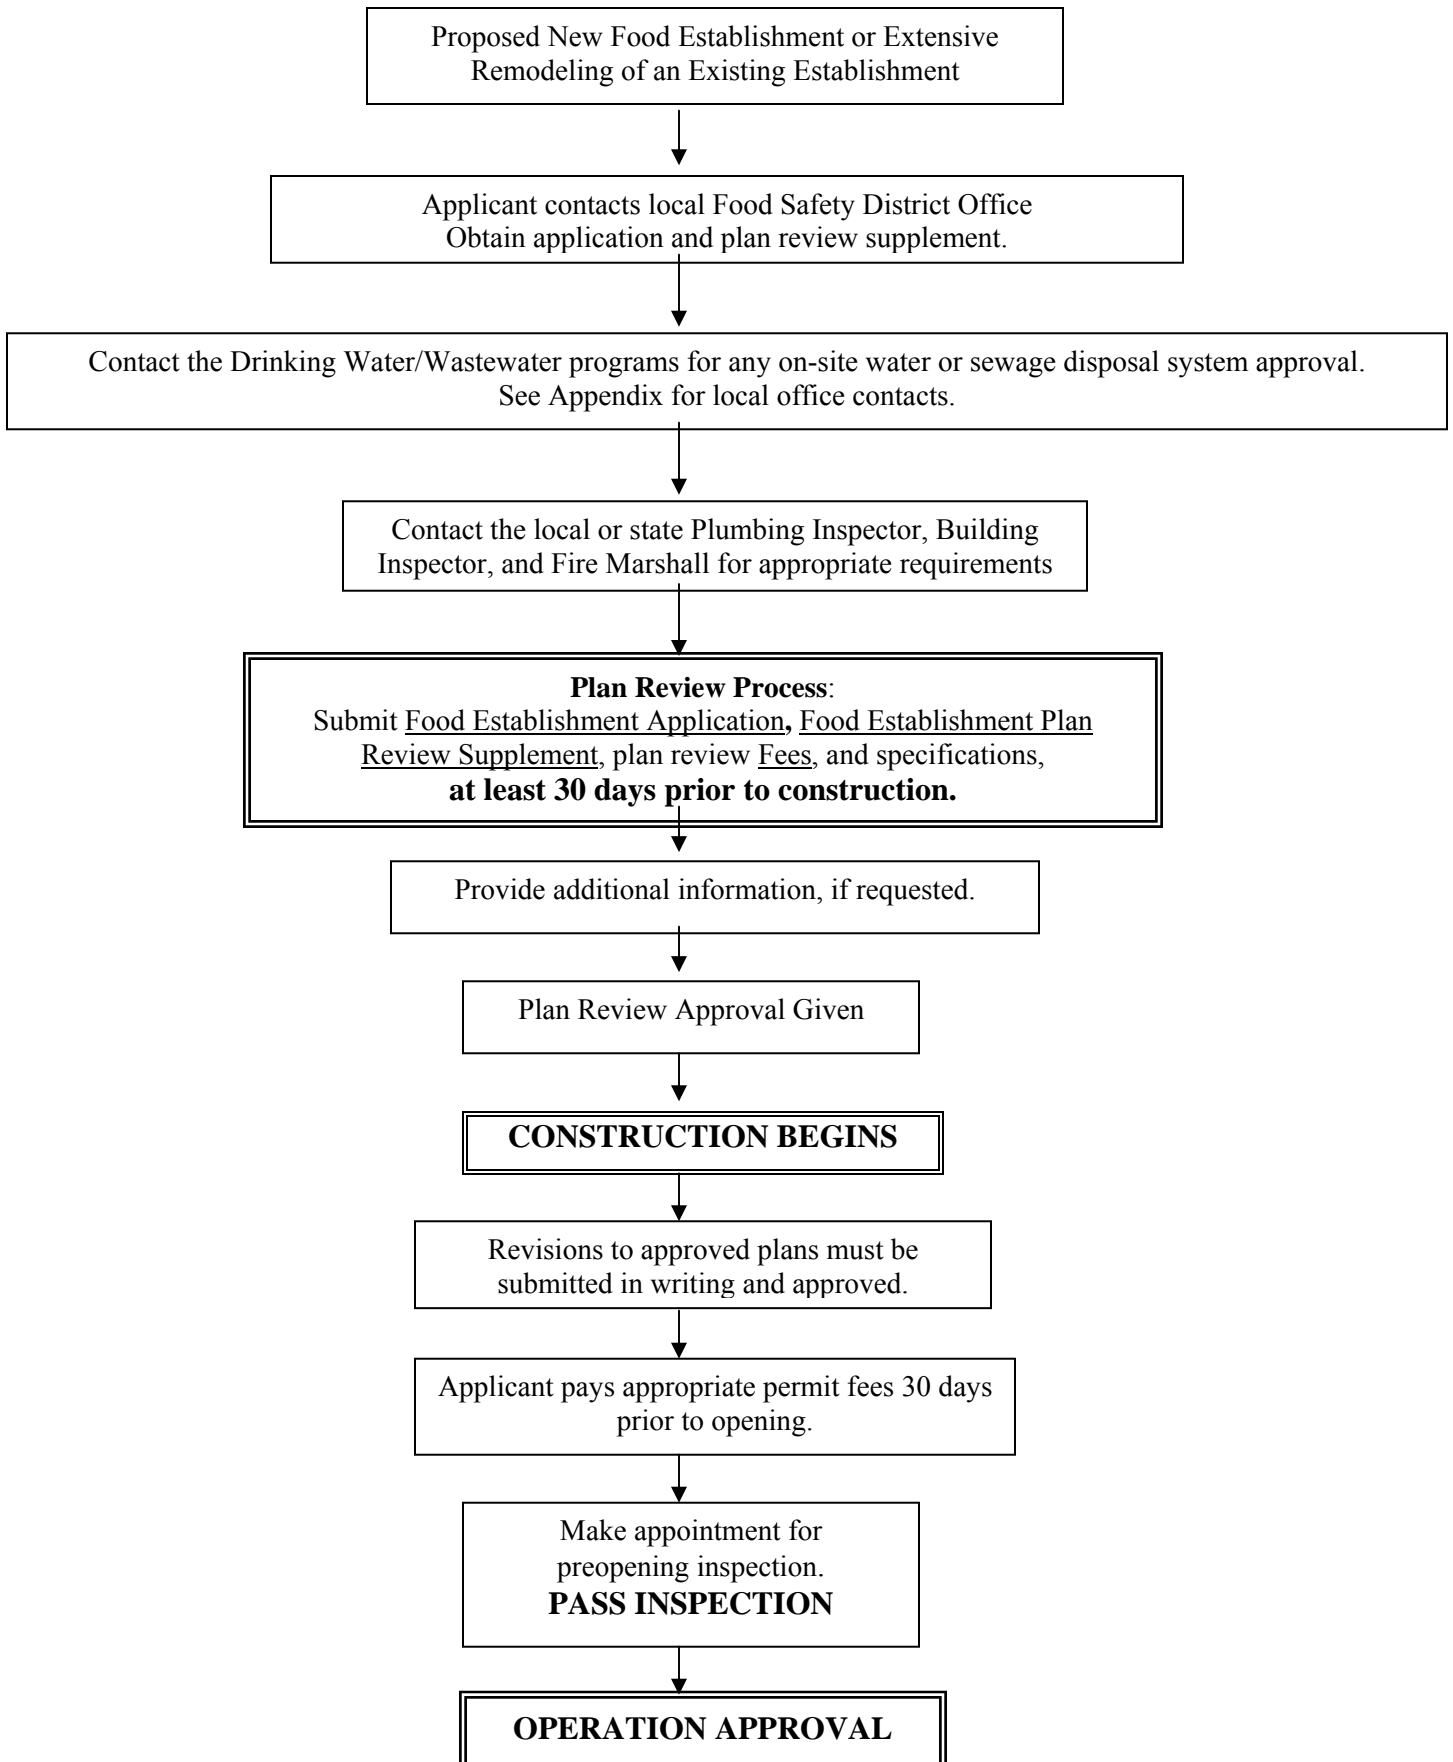 Proposed New Food Establishment or Extensive
Remodeling of an Existing Establishment
Applicant contacts local Food Safety District Office
Obtain application and plan review supplement.
Contact the Drinking Water/Wastewater programs for any on-site water or sewage disposal system approval.
See Appendix for local office contacts.
Contact the local or state Plumbing Inspector, Building
Inspector, and Fire Marshall for appropriate requirements
Plan Review Process:
Submit Food Establishment Application, Food Establishment Plan
Review Supplement, plan review Fees, and specifications,
at least 30 days prior to construction.
Provide additional information, if requested.
Plan Review Approval Given
CONSTRUCTION BEGINS
Revisions to approved plans must be
submitted in writing and approved.
Applicant pays appropriate permit fees 30 days
prior to opening.
Make appointment for
preopening inspection.
PASS INSPECTION
OPERATION APPROVAL